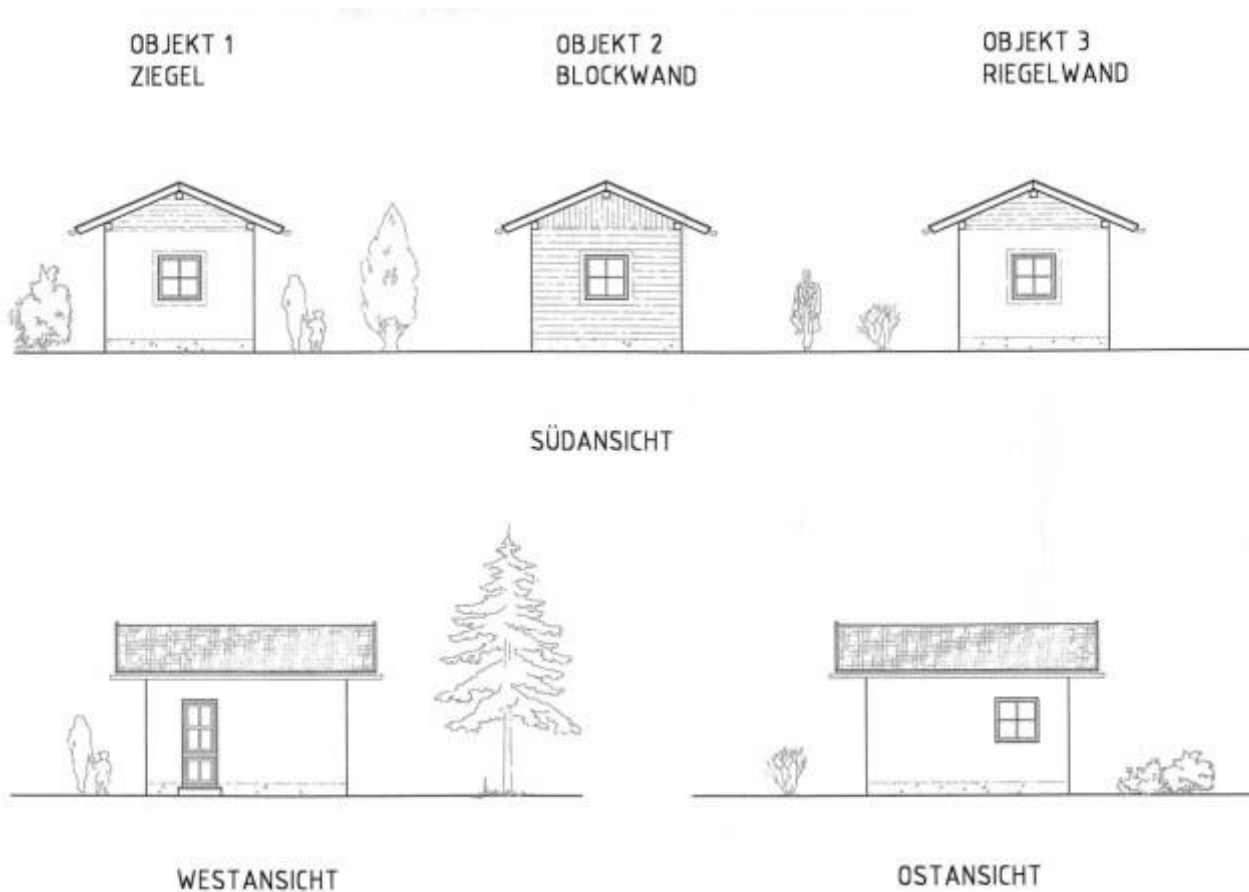 OBJEKT 1
ZIEGEL
OBJEKT 2
BLOCKWAND
OBJEKT 3
RIEGELWAND
SÜDANSICHT
WESTANSICHT
OSTANSICHT